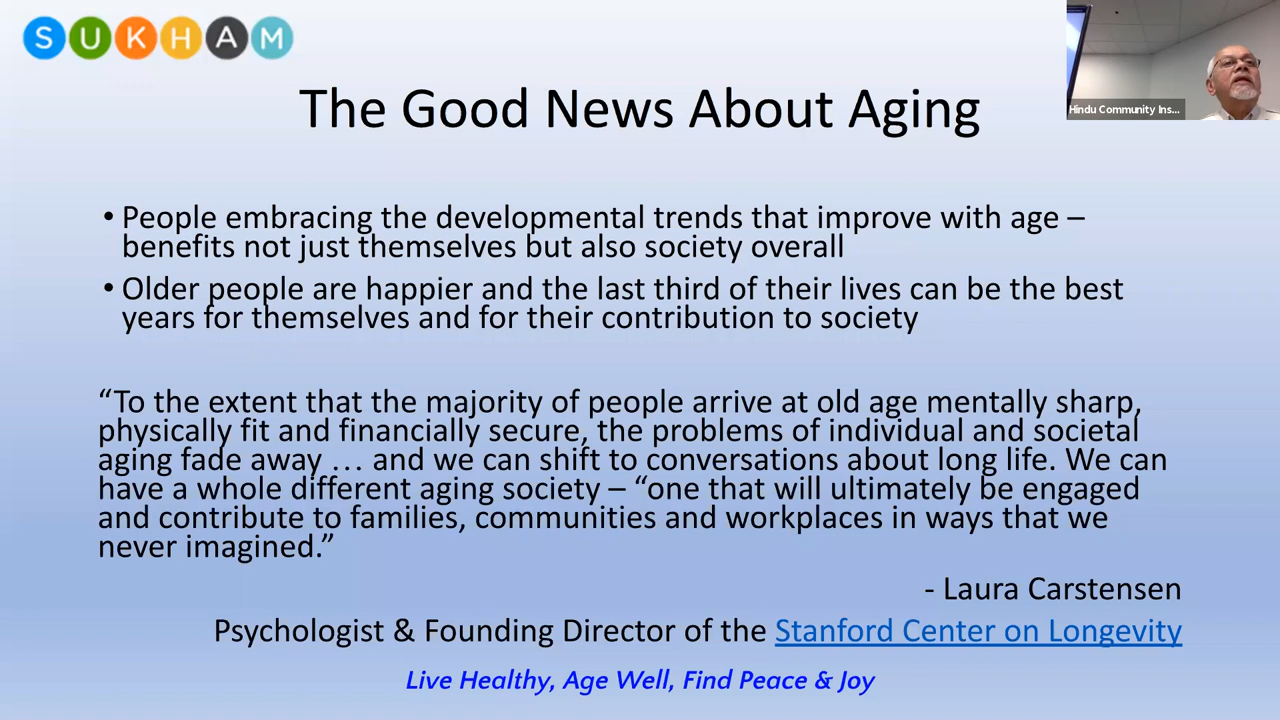 SUKHAM
Hindu Community Ins...
The Good News About Aging
• People embracing the developmental trends that improve with age –
benefits not just themselves but also society overall
• Older people are happier and the last third of their lives can be the best
years for themselves and for their contribution to society
“To the extent that the majority of people arrive at old age mentally sharp,
physically fit and financially secure, the problems of individual and societal
aging fade away … and we can shift to conversations about long life. We can
have a whole different aging society – “one that will ultimately be engaged
and contribute to families, communities and workplaces in ways that we
never imagined.”
- Laura Carstensen
Psychologist & Founding Director of the Stanford Center on Longevity
Live Healthy, Age Well, Find Peace & Joy